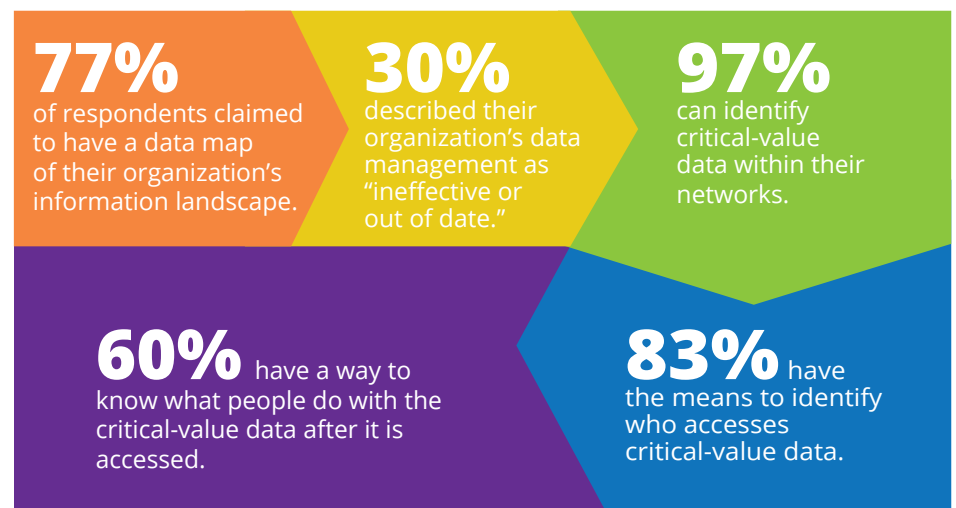 77%
of respondents claimed
to have a data map
of their organization's
information landscape.
30%
described their
organization's data
management as
“ineffective or
out of date.”
97%
can identify
critical-value
data within their
networks.
83% have
the means to identify
who accesses
critical-value data.
60% have a way to
know what people do with the
critical-value data after it is
accessed.